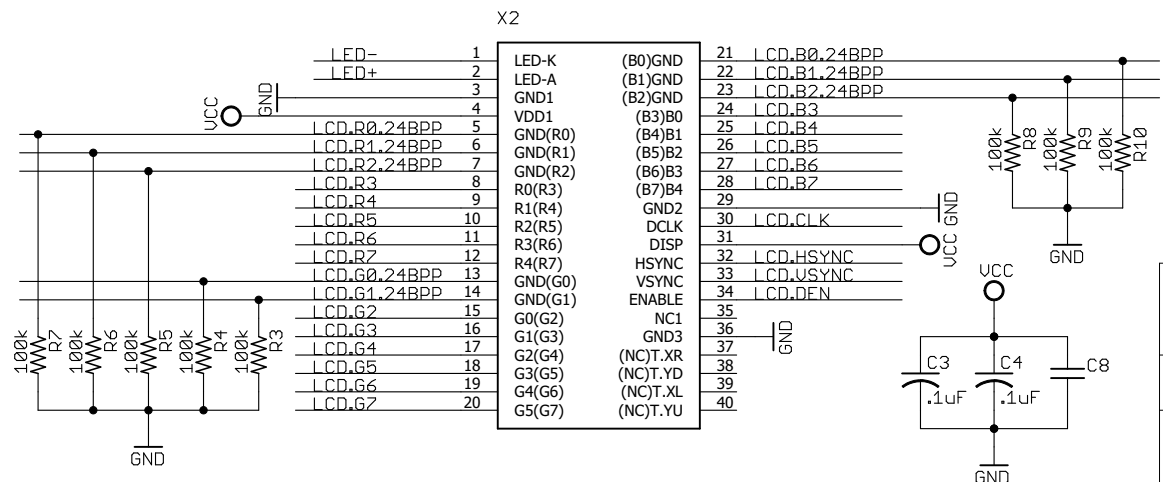 X2
LED- 1 LED-K
LED+ 2 LED-A
GND 3 GND1
VCC 4 VDD1
LCD.R0.24BPP 5 GND(R0)
LCD.R1.24BPP 6 GND(R1)
LCD.R2.24BPP 7 GND(R2)
LCD.R3 8 R0(R3)
LCD.R4 9 R1(R4)
LCD.R5 10 R2(R5)
LCD.R6 11 R3(R6)
LCD.R7 12 R4(R7)
LCD.G0.24BPP 13 GND(G0)
LCD.G1.24BPP 14 GND(G1)
LCD.G2 15 G0(G2)
LCD.G3 16 G1(G3)
LCD.G4 17 G2(G4)
LCD.G5 18 G3(G5)
LCD.G6 19 G4(G6)
LCD.G7 20 G5(G7)
(B0)GND 21 LCD.B0.24BPP
(B1)GND 22 LCD.B1.24BPP
(B2)GND 23 LCD.B2.24BPP
(B3)B0 24 LCD.B3
(B4)B1 25 LCD.B4
(B5)B2 26 LCD.B5
(B6)B3 27 LCD.B6
(B7)B4 28 LCD.B7
GND2 29 GND
DCLK 30 LCD.CLK
DISP 31 VCC
HSYNC 32 LCD.HSYNC
VSYNC 33 LCD.VSYNC
ENABLE 34 LCD.DEN
NC1 35
GND3 36 GND
(NC)T.XR 37
(NC)T.YD 38
(NC)T.XL 39
(NC)T.YU 40
100k R7
100k R6
100k R5
100k R4
100k R3
GND
100k R8
100k R9
100k R10
GND
VCC
C3 C4 C8
.1uF .1uF
GND